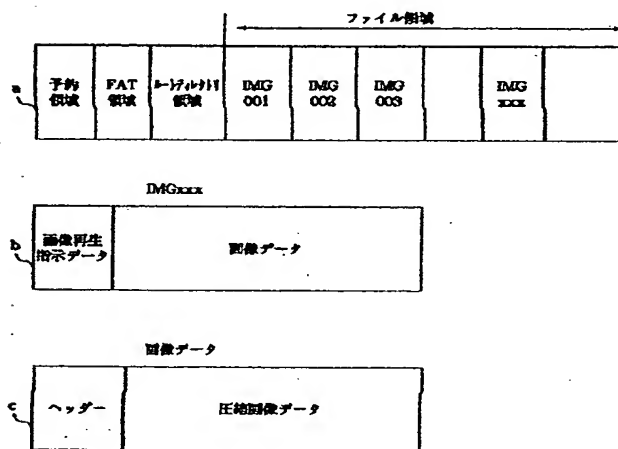 ファイル領域
a
予約
領域
FAT
領域
ルートディレクトリ
領域
IMG
001
IMG
002
IMG
003
IMG
xxx
IMGxxx
b
画像再生
指示データ
画像データ
画像データ
c
ヘッダー
圧縮画像データ